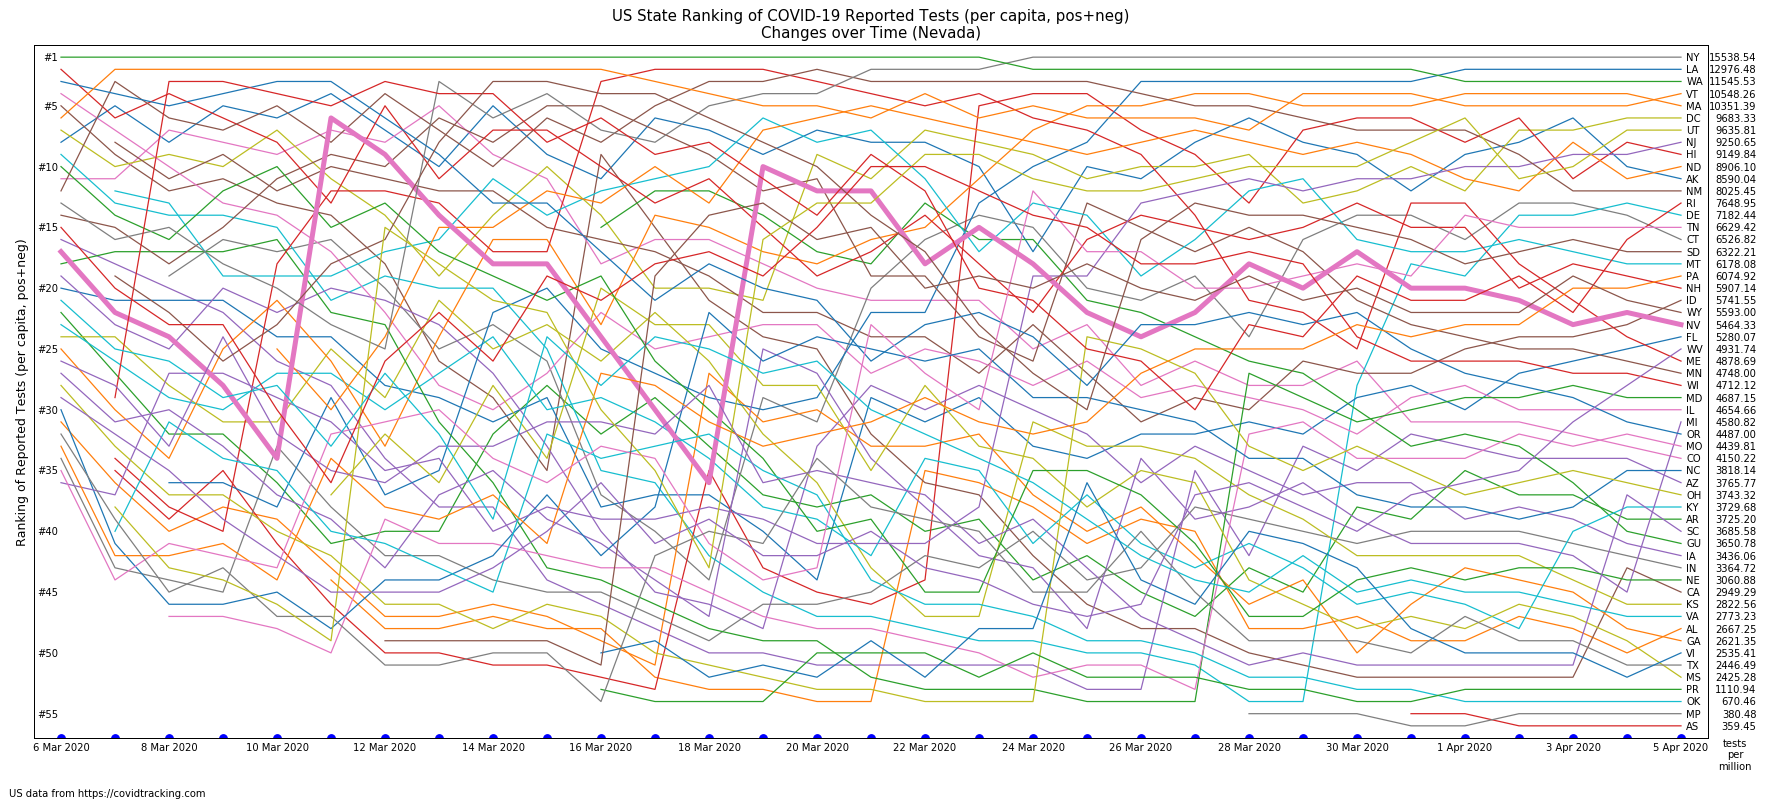 US State Ranking of COVID-19 Reported Tests (per capita, pos+neg)
Changes over Time (Nevada)
Ranking of Reported Tests (per capita, pos+neg)
#1
#5
#10
#15
#20
#25
#30
#35
#40
#45
#50
#55
NY 15538.54
LA 12976.48
WA 11545.53
VT 10548.26
MA 10351.39
DC 9683.33
UT 9635.81
NJ 9250.65
HI 9149.84
ND 8906.10
AK 8590.04
NM 8025.45
RI 7648.95
DE 7182.44
TN 6629.42
CT 6526.82
SD 6322.21
MT 6178.08
PA 6074.92
NH 5907.14
ID 5741.55
WY 5593.00
NV 5464.33
FL 5280.07
WV 4931.74
ME 4878.69
MN 4748.00
WI 4712.12
MD 4687.15
IL 4654.66
MI 4580.82
OR 4487.00
MO 4439.81
CO 4150.22
NC 3818.14
AZ 3765.77
OH 3743.32
KY 3729.68
AR 3725.20
SC 3685.58
GU 3650.78
IA 3436.06
IN 3364.72
NE 3060.88
CA 2949.29
KS 2822.56
VA 2773.23
AL 2667.25
GA 2621.35
VI 2535.41
TX 2446.49
MS 2425.28
PR 1110.94
OK 670.46
MP 380.48
AS 359.45
6 Mar 2020 8 Mar 2020 10 Mar 2020 12 Mar 2020 14 Mar 2020 16 Mar 2020 18 Mar 2020 20 Mar 2020 22 Mar 2020 24 Mar 2020 26 Mar 2020 28 Mar 2020 30 Mar 2020 1 Apr 2020 3 Apr 2020 5 Apr 2020
tests
per
million
US data from https://covidtracking.com